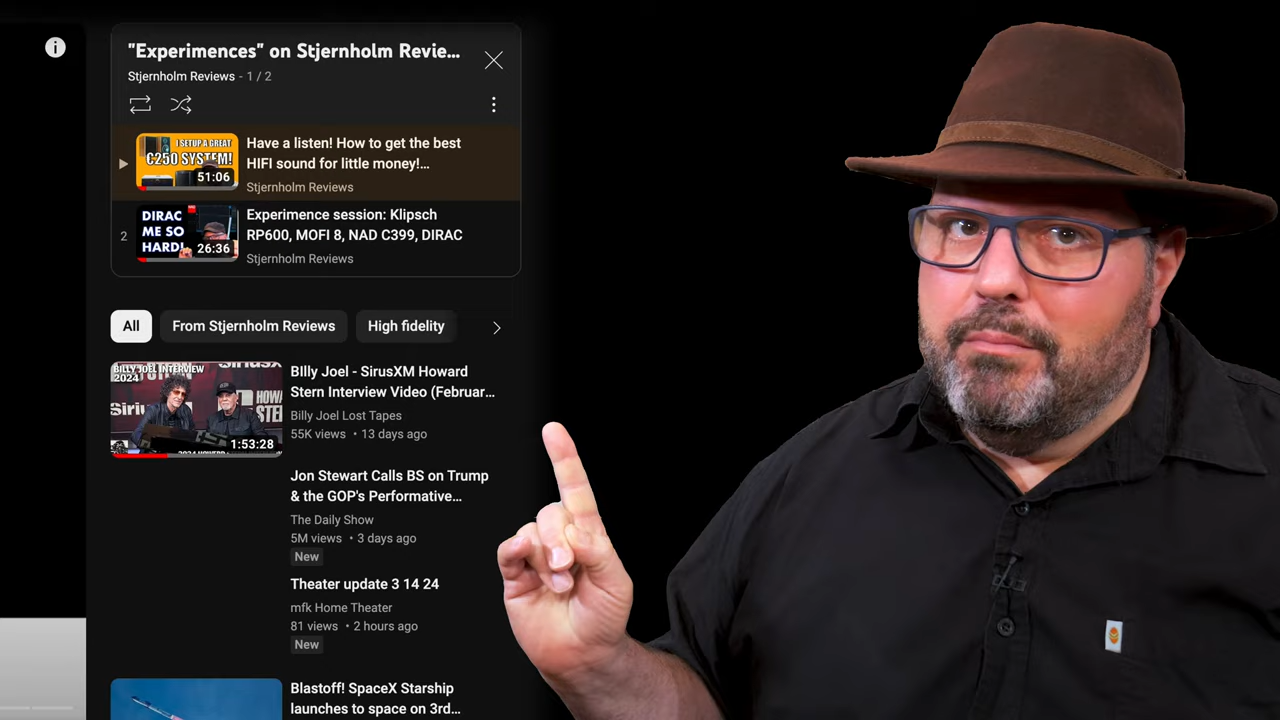 "Experimences" on Stjernholm Revie...
Stjernholm Reviews - 1 / 2
I SETUP A GREAT
C250 SYSTEM!
51:06
Have a listen! How to get the best
HIFI sound for little money!...
Stjernholm Reviews
2
DIRAC
ME SO
HARD!
26:36
Experimence session: Klipsch
RP600, MOFI 8, NAD C399, DIRAC
Stjernholm Reviews
All
From Stjernholm Reviews
High fidelity
BILLY JOEL INTERVIEW
2024
1:53:28
BIlly Joel - SiriusXM Howard
Stern Interview Video (Februar...
Billy Joel Lost Tapes
55K views • 13 days ago
Jon Stewart Calls BS on Trump
& the GOP's Performative...
The Daily Show
5M views • 3 days ago
New
Theater update 3 14 24
mfk Home Theater
81 views • 2 hours ago
New
Blastoff! SpaceX Starship
launches to space on 3rd...